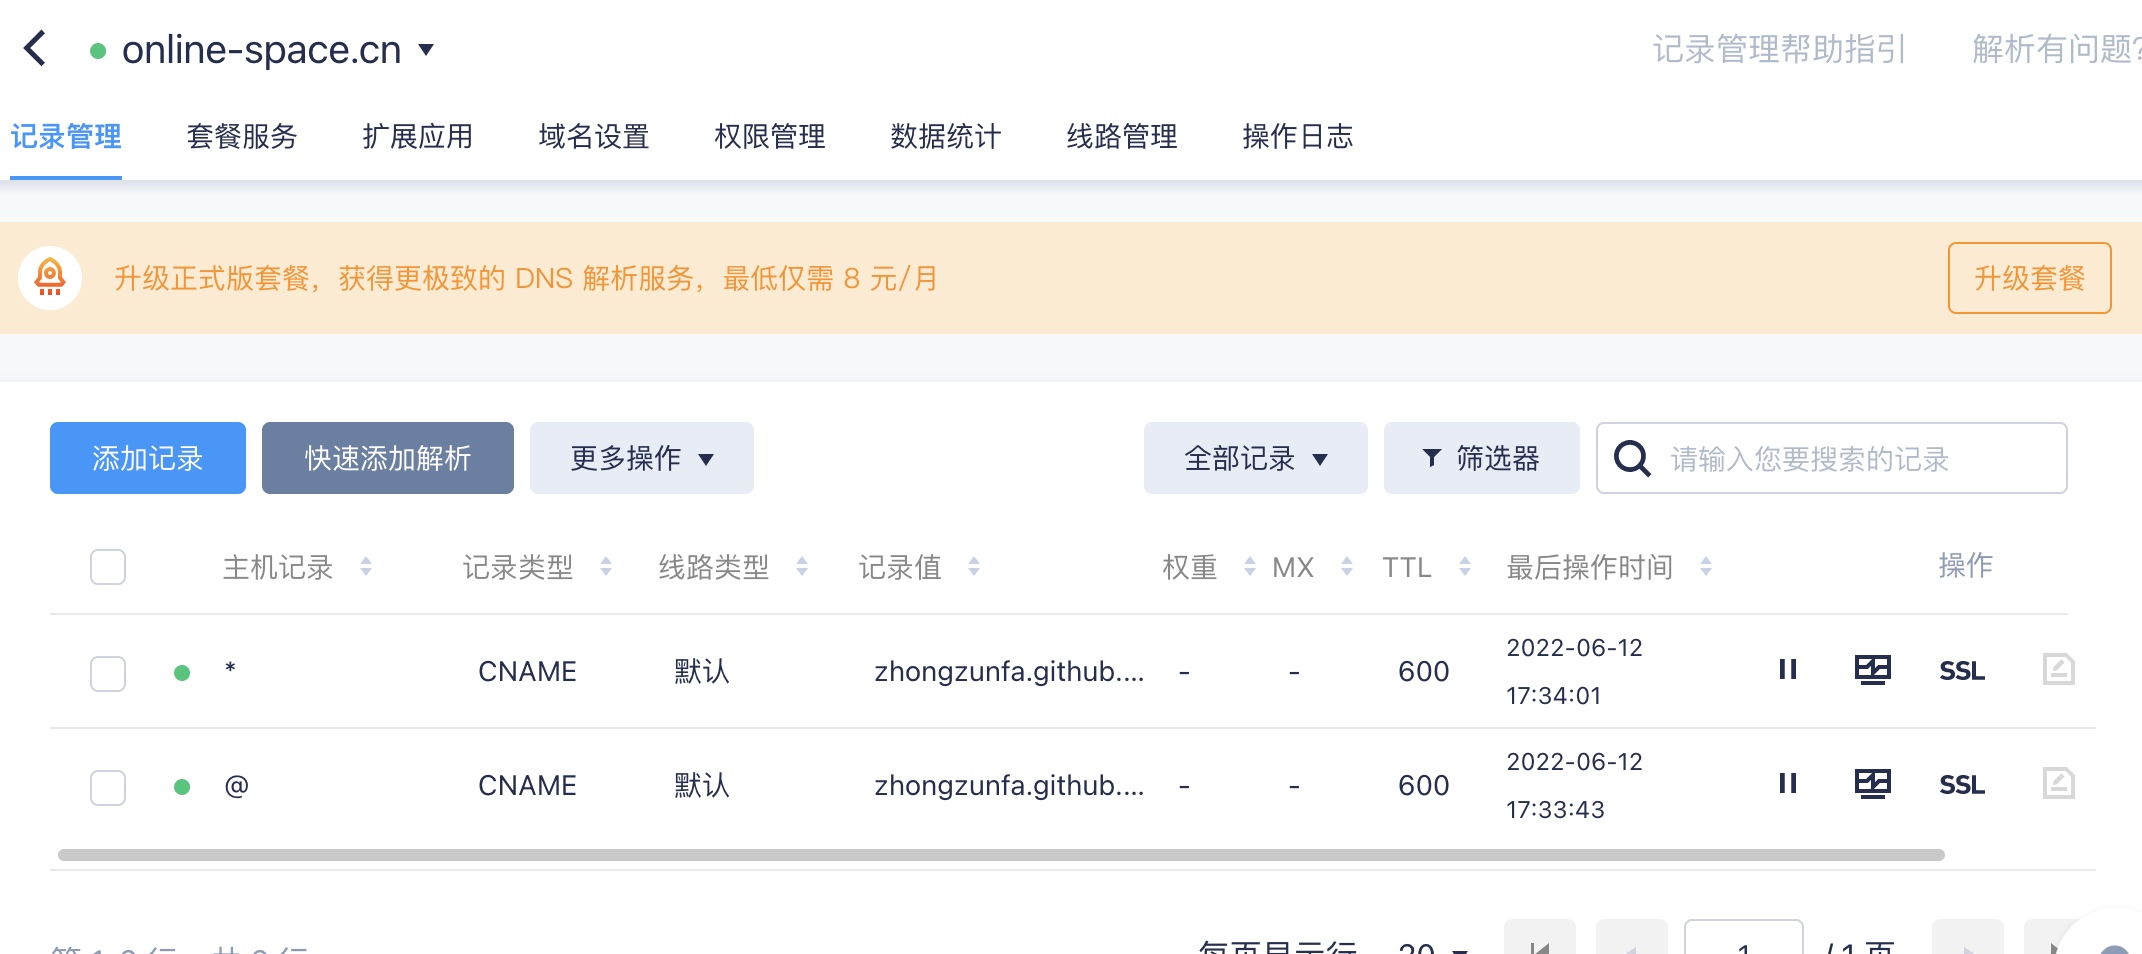 online-space.cn
记录管理帮助指引 解析有问题?
记录管理 套餐服务 扩展应用 域名设置 权限管理 数据统计 线路管理 操作日志
升级正式版套餐，获得更极致的 DNS 解析服务，最低仅需 8 元/月 升级套餐
添加记录 快速添加解析 更多操作 全部记录 筛选器 请输入您要搜索的记录
主机记录 记录类型 线路类型 记录值 权重 MX TTL 最后操作时间 操作
* CNAME 默认 zhongzunfa.github.... - - 600 2022-06-12 SSL
17:34:01
@ CNAME 默认 zhongzunfa.github.... - - 600 2022-06-12 SSL
17:33:43
每页显示行 20 1 / 1 页